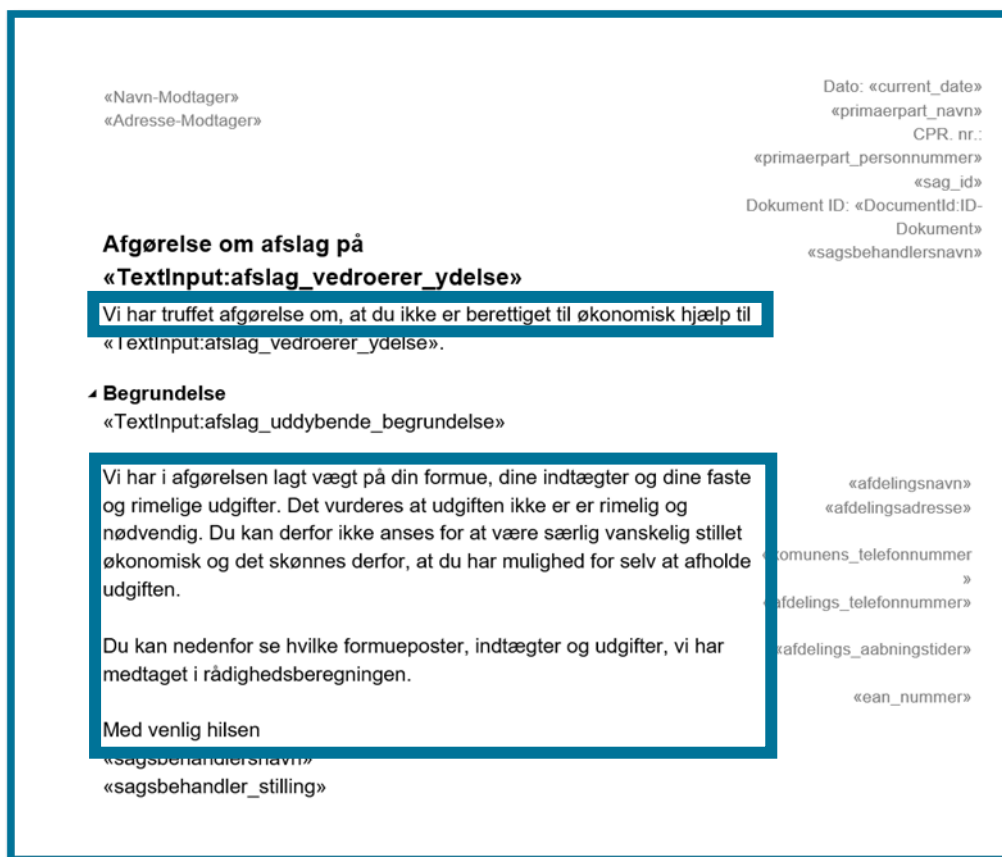 «Navn-Modtager»
«Adresse-Modtager»
Dato: «current_date»
«primaerpart_navn»
CPR. nr.:
«primaerpart_personnummer»
«sag_id»
Dokument ID: «DocumentId:ID-
Dokument»
«sagsbehandlersnavn»
Afgørelse om afslag på
«TextInput:afslag_vedroerer_ydelse»
Vi har truffet afgørelse om, at du ikke er berettiget til økonomisk hjælp til
«TextInput:afslag_vedroerer_ydelse».
Begrundelse
«TextInput:afslag_uddybende_begrundelse»
Vi har i afgørelsen lagt vægt på din formue, dine indtægter og dine faste
og rimelige udgifter. Det vurderes at udgiften ikke er er rimelig og
nødvendig. Du kan derfor ikke anses for at være særlig vanskelig stillet
økonomisk og det skønnes derfor, at du har mulighed for selv at afholde
udgiften.
Du kan nedenfor se hvilke formueposter, indtægter og udgifter, vi har
medtaget i rådighedsberegningen.
Med venlig hilsen
«sagsbehandlersnavn»
«sagsbehandler_stilling»
«afdelingsnavn»
«afdelingsadresse»
«komunens_telefonnummer
»
«afdelings_telefonnummer»
«afdelings_aabningstider»
«ean_nummer»